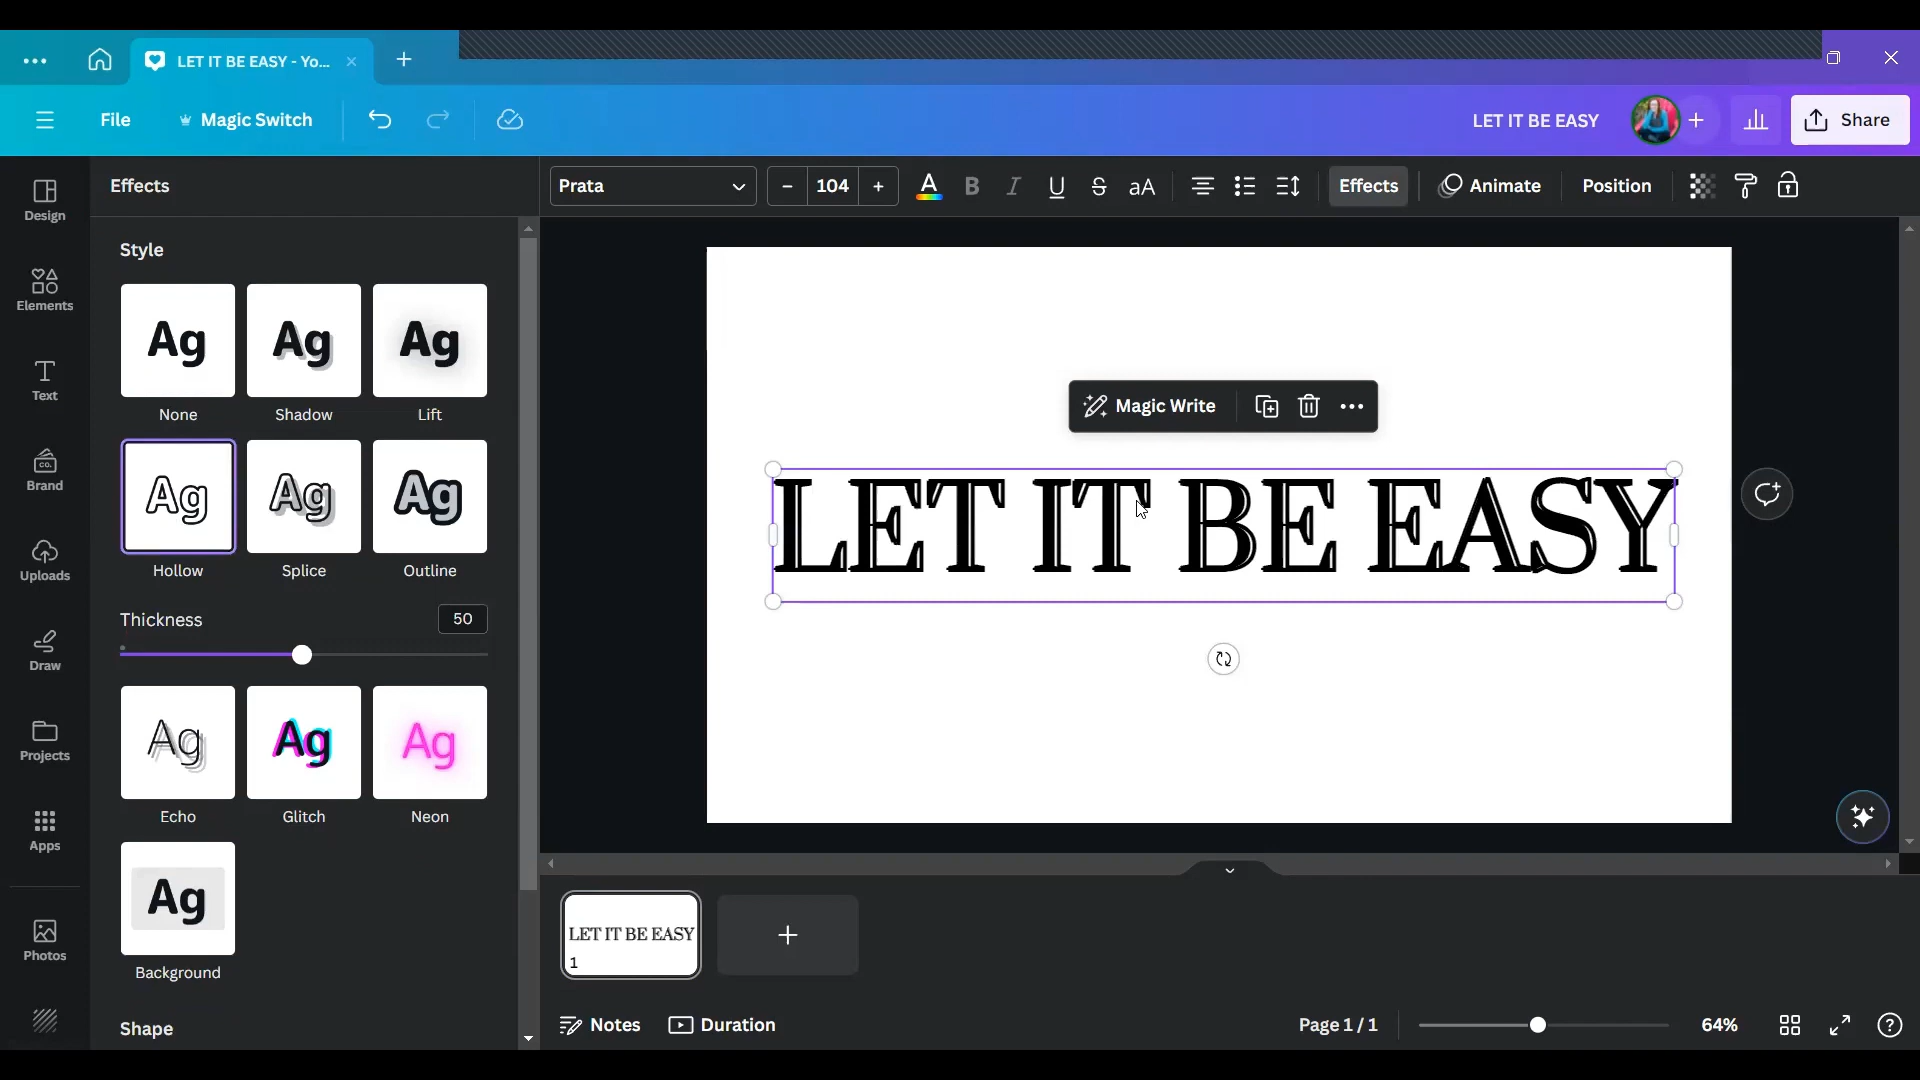 LET IT BE EASY - Yo...
File
Magic Switch
LET IT BE EASY
Share
Design
Elements
Text
Brand
CO.
Uploads
Draw
Projects
Apps
Photos
Effects
Style
Ag
None
Ag
Shadow
Ag
Lift
Ag
Hollow
Ag
Splice
Ag
Outline
Thickness
50
Ag
Echo
Ag
Glitch
Ag
Neon
Ag
Background
Shape
Prata
- 104 +
A
B
I
U
S
aA
Effects
Animate
Position
Magic Write
LET IT BE EASY
LET IT BE EASY
1
Notes
Duration
Page 1 / 1
64%
?